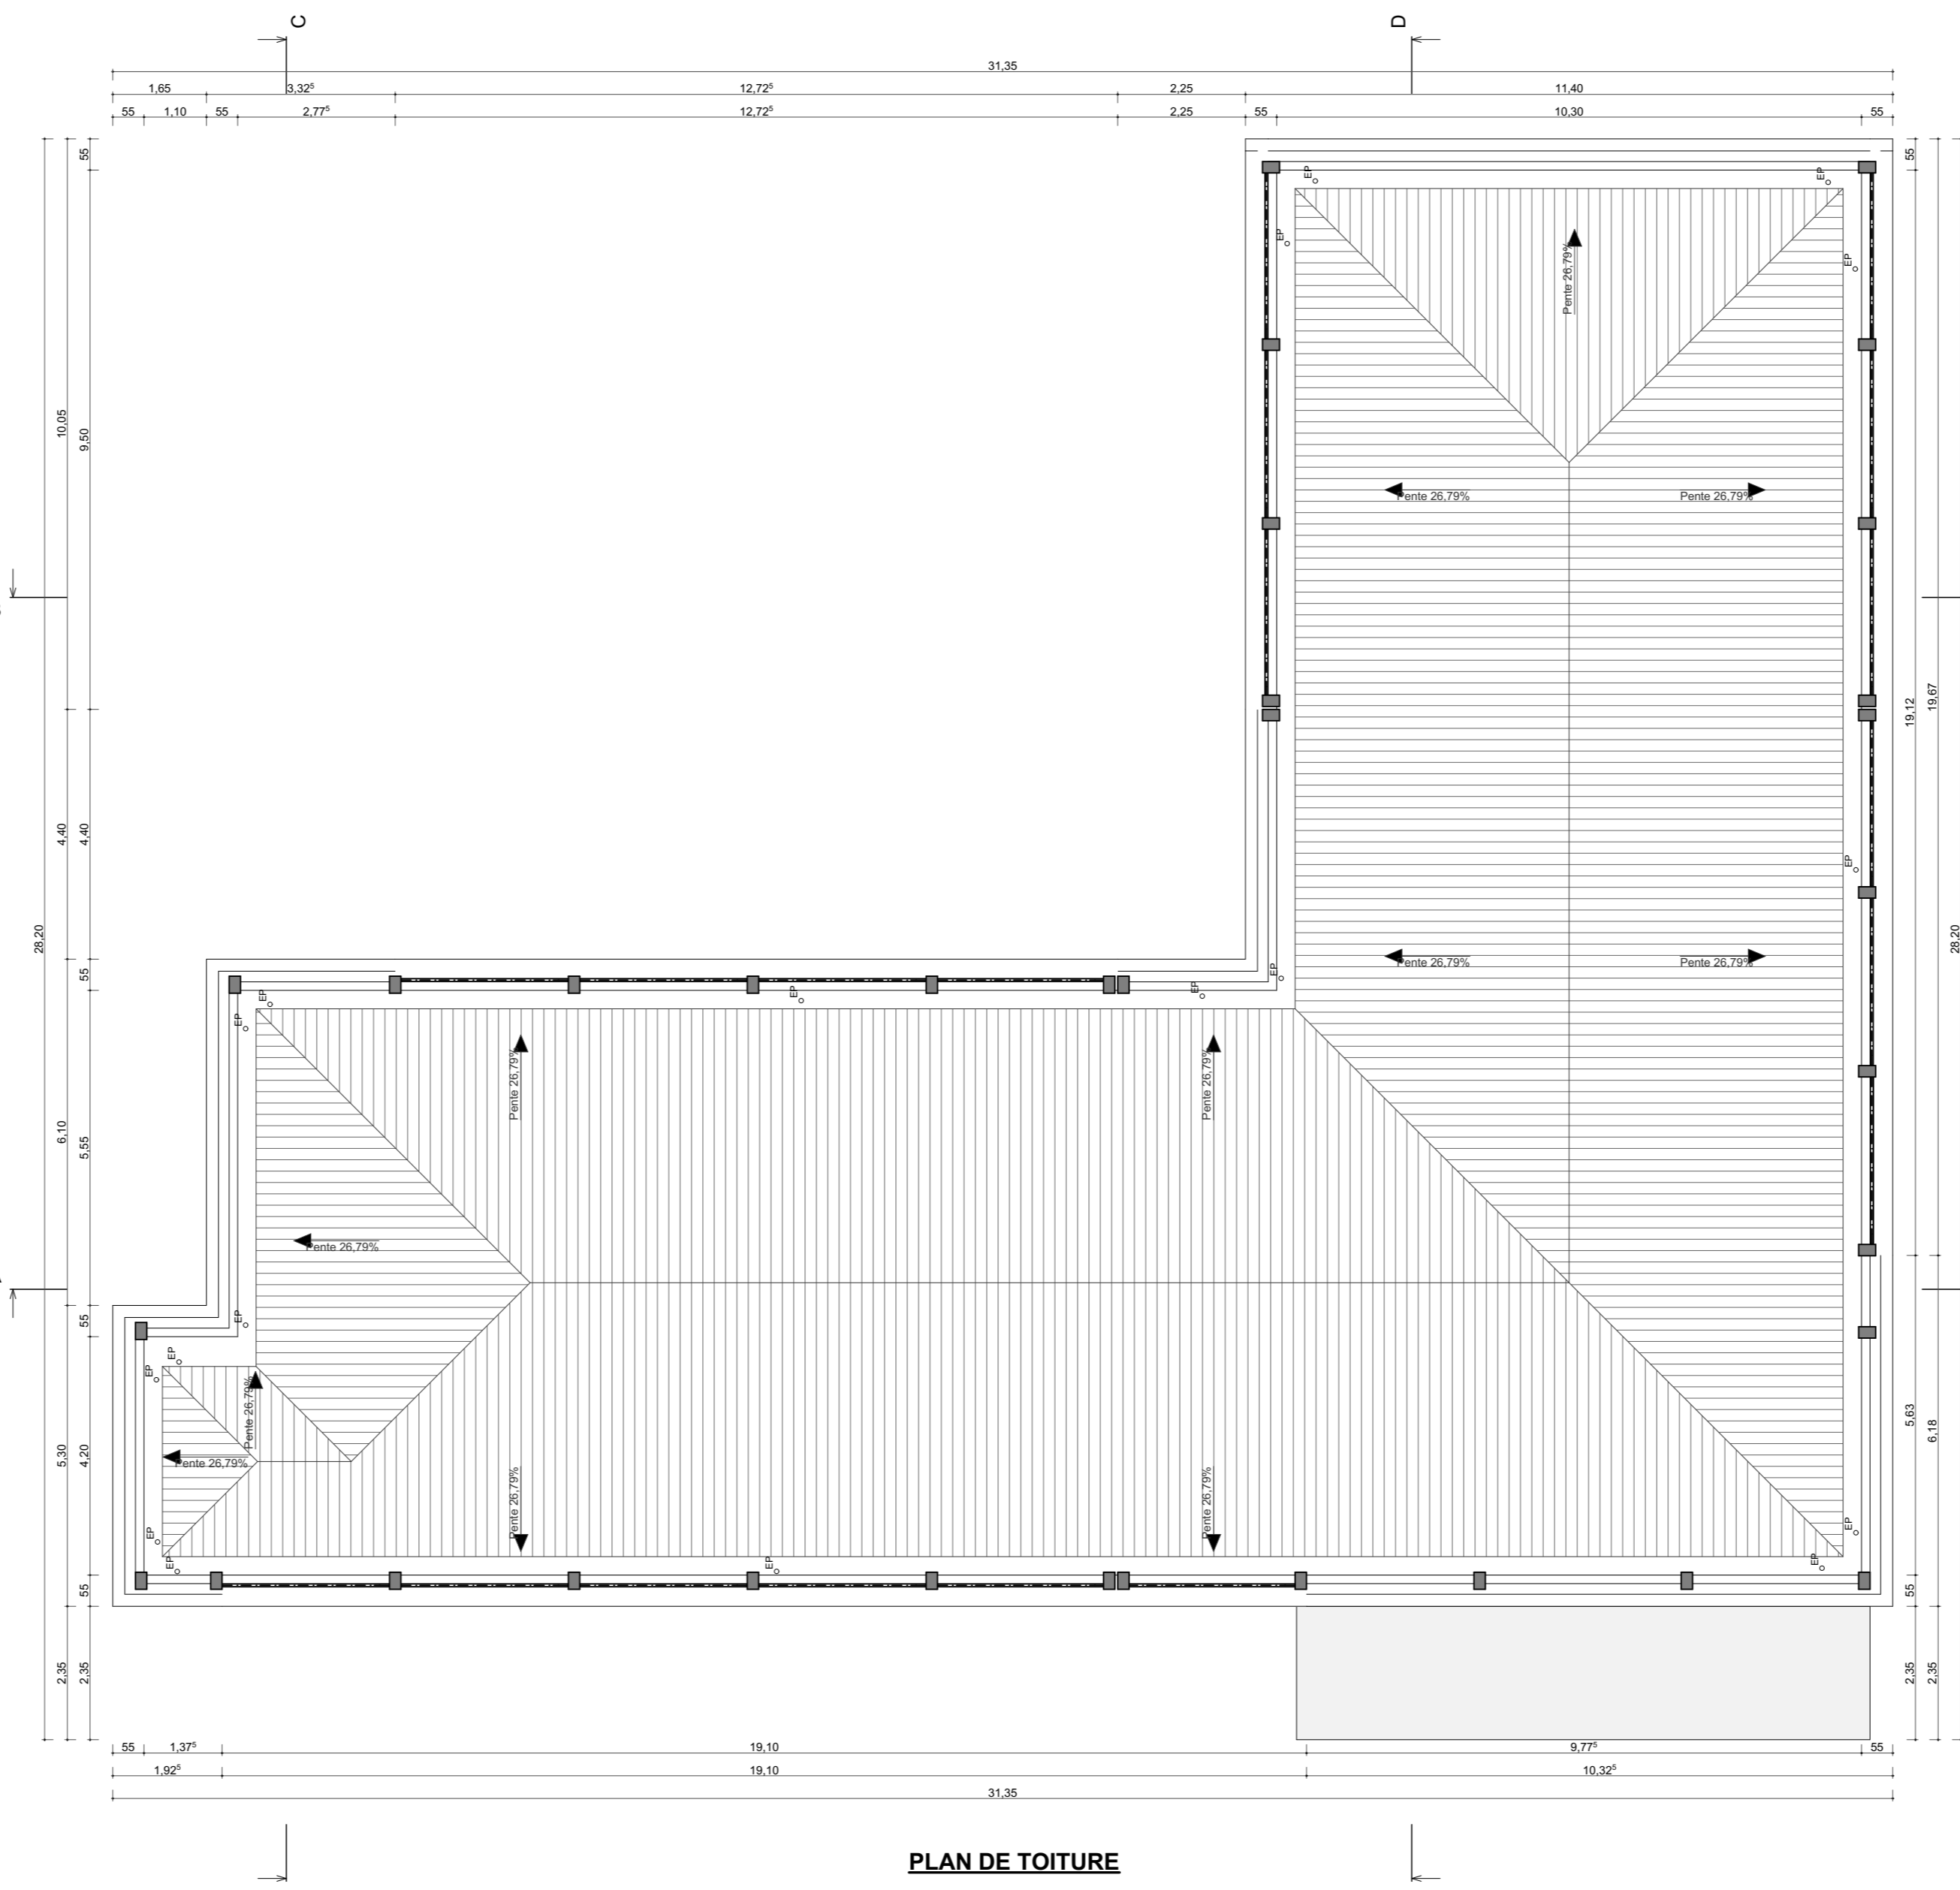 C
D
31,35
1,65
3,32⁵
12,72⁵
2,25
11,40
55
1,10
55
2,77⁵
12,72⁵
2,25
55
10,30
55
55
55
EP
EP
EP
EP
Pente 26,79%
10,05
9,50
Pente 26,79%
Pente 26,79%
19,12
19,67
4,40
4,40
EP
28,20
28,20
55
EP
Pente 26,79%
Pente 26,79%
EP
EP
EP
EP
Pente 26,79%
Pente 26,79%
6,10
5,55
Pente 26,79%
55
EP
EP
EP
Pente 26,79%
5,30
4,20
Pente 26,79%
5,63
6,18
Pente 26,79%
Pente 26,79%
EP
EP
EP
EP
EP
55
55
2,35
2,35
2,35
2,35
55
1,37⁵
19,10
9,77⁵
55
1,92⁵
19,10
10,32⁵
31,35
PLAN DE TOITURE